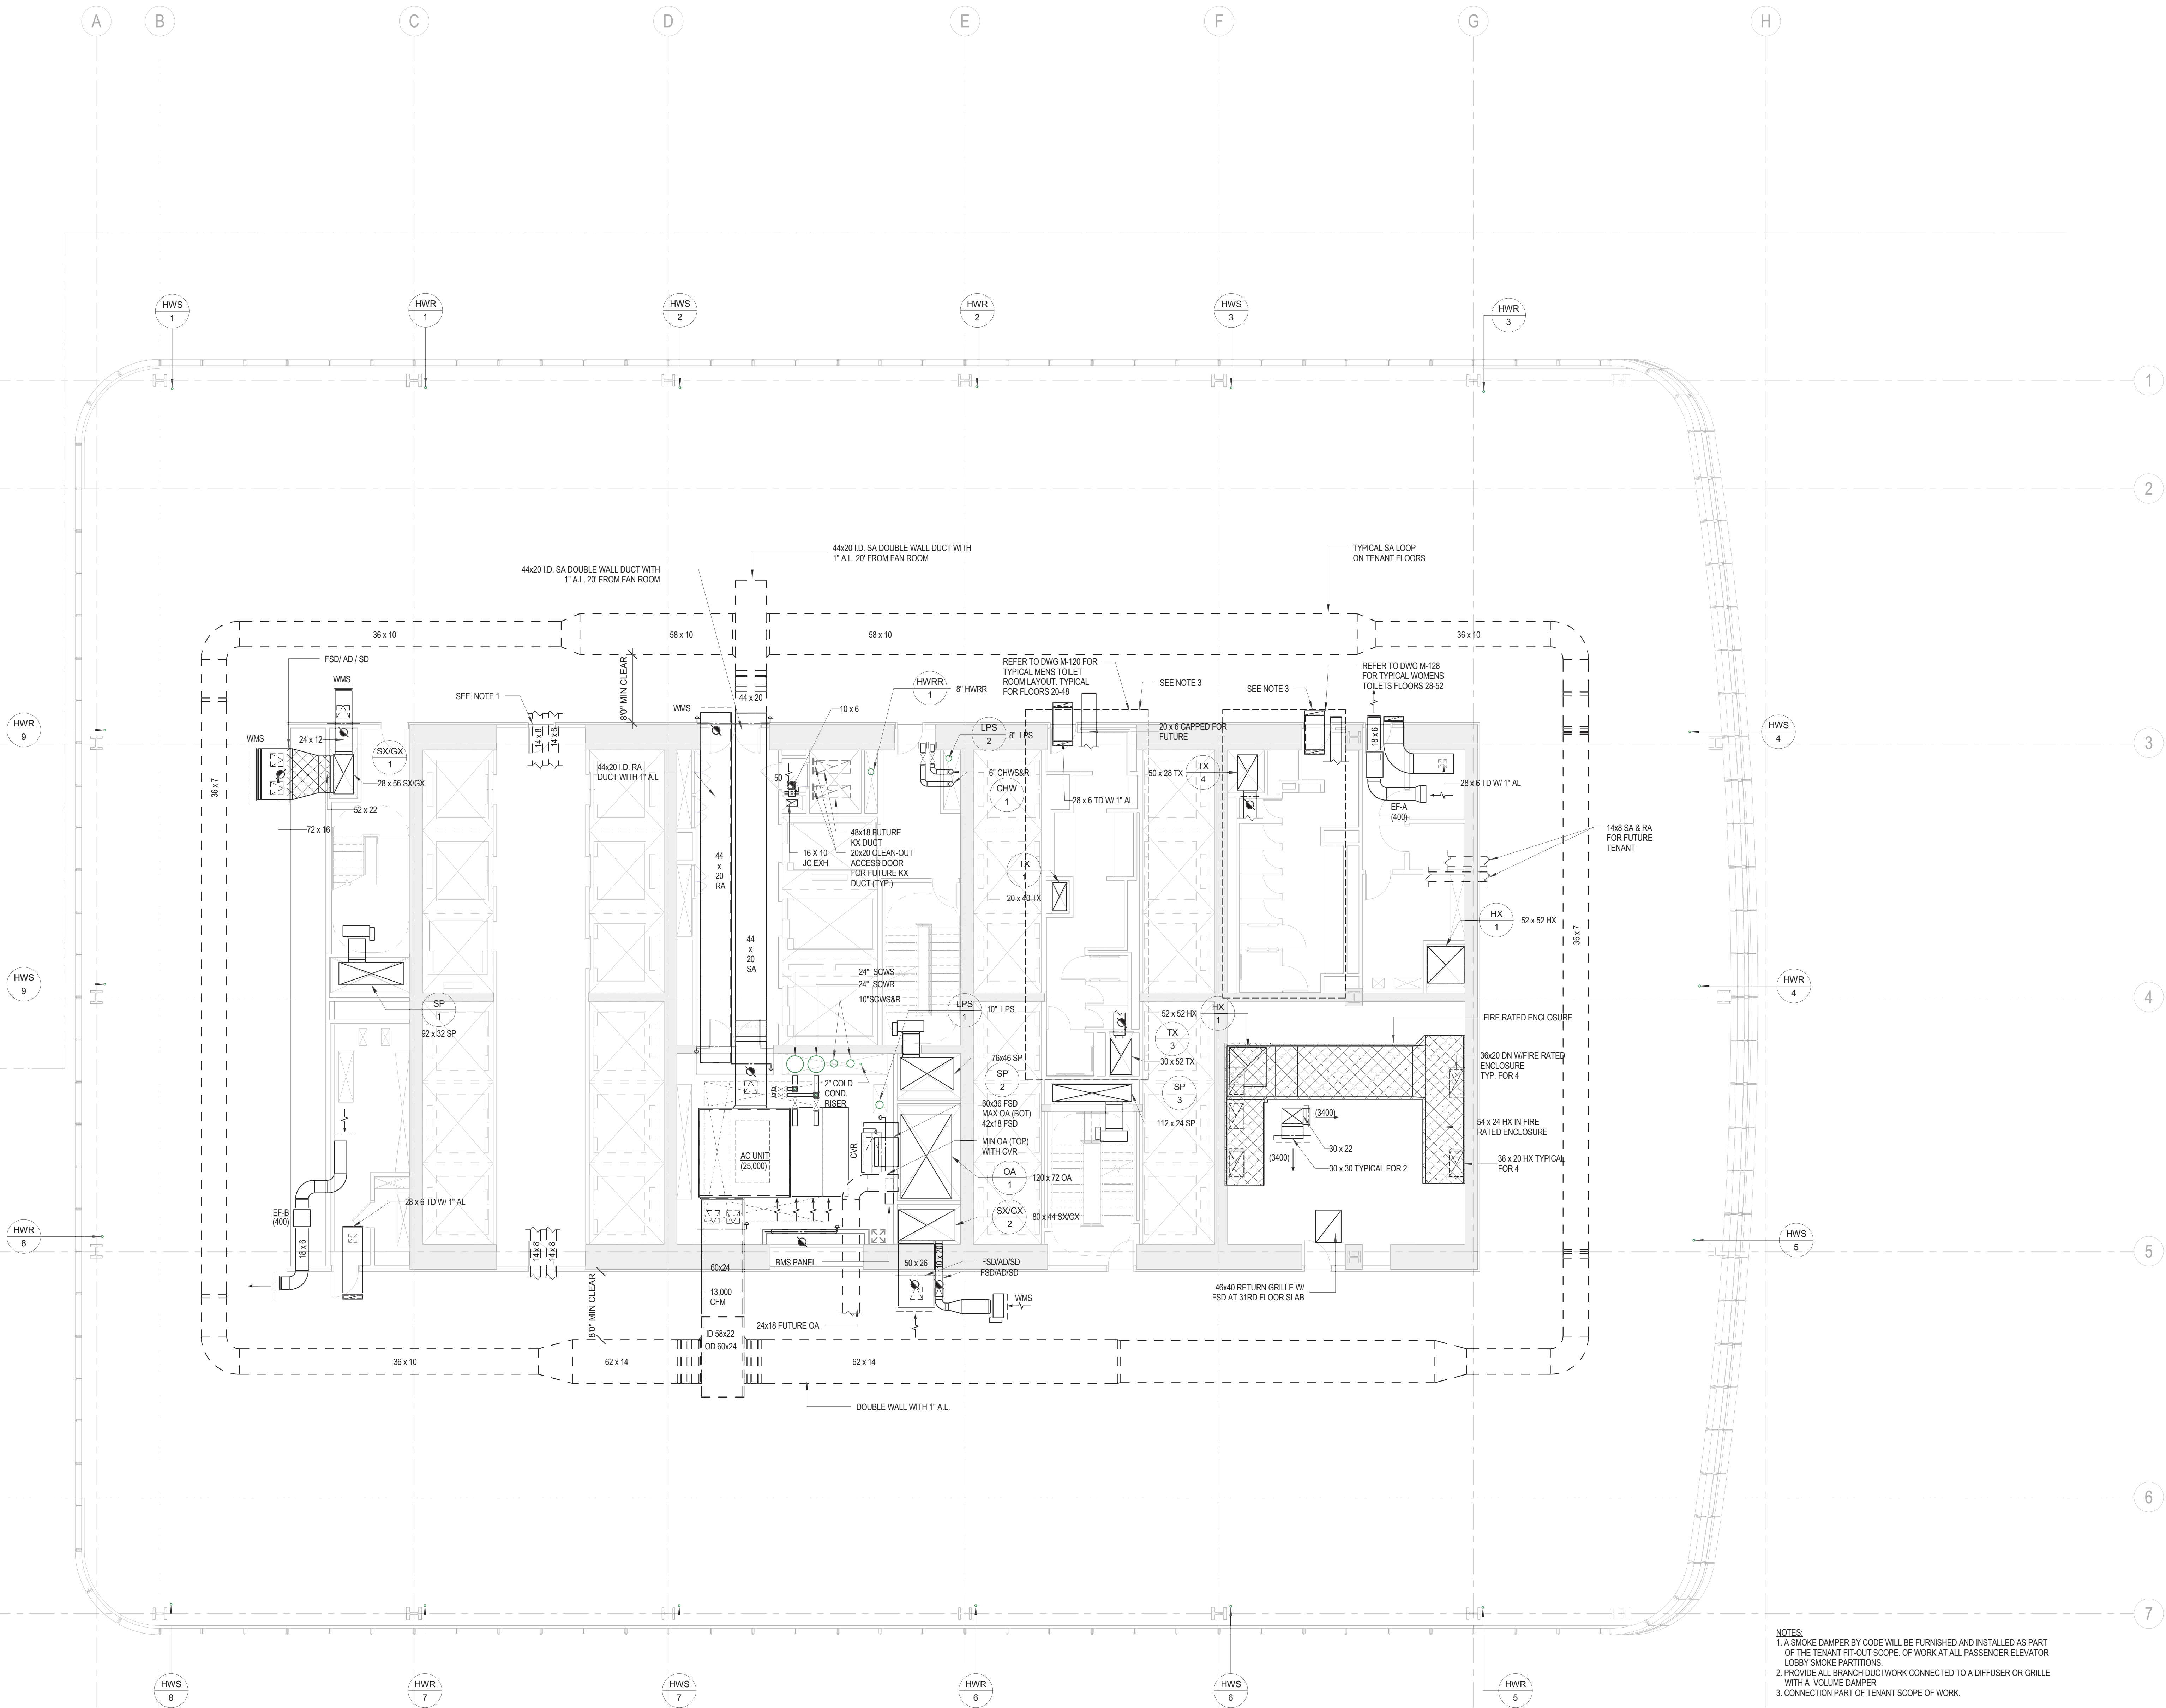 A
B
C
D
E
F
G
H
HWS
1
HWR
1
HWS
2
HWR
2
HWS
3
HWR
3
1
2
44x20 I.D. SA DOUBLE WALL DUCT WITH
1" A.L. 20' FROM FAN ROOM
44x20 I.D. SA DOUBLE WALL DUCT WITH
1" A.L. 20' FROM FAN ROOM
TYPICAL SA LOOP
ON TENANT FLOORS
36 x 10
58 x 10
58 x 10
36 x 10
FSD/ AD / SD
WMS
SEE NOTE 1
8'0" MIN CLEAR
WMS
44 x 20
10 x 6
HWRR
1
8" HWRR
REFER TO DWG M-120 FOR
TYPICAL MENS TOILET
ROOM LAYOUT. TYPICAL
FOR FLOORS 20-48
SEE NOTE 3
SEE NOTE 3
REFER TO DWG M-128
FOR TYPICAL WOMENS
TOILETS FLOORS 28-52
HWR
9
WMS
24 x 12
SX/GX
1
28 x 56 SX/GX
52 x 22
72 x 16
14 x 8
14 x 8
44x20 I.D. RA
DUCT WITH 1" A.L
50
LPS
2
8" LPS
6" CHWS&R
CHW
1
20 x 6 CAPPED FOR
FUTURE
28 x 6 TD W/ 1" AL
50 x 28 TX
TX
4
18 x 6
28 x 6 TD W/ 1" AL
EF-A
(400)
HWS
4
3
36 x 7
48x18 FUTURE
KX DUCT
20x20 CLEAN-OUT
ACCESS DOOR
FOR FUTURE KX
DUCT (TYP.)
16 X 10
JC EXH
44
x
20
RA
44
x
20
SA
TX
1
20 x 40 TX
14x8 SA & RA
FOR FUTURE
TENANT
HX
1
52 x 52 HX
36 x 7
HWS
9
SP
1
92 x 32 SP
24" SCWS
24" SCWR
10"SCWS&R
LPS
1
10" LPS
HWR
4
4
52 x 52 HX
HX
1
FIRE RATED ENCLOSURE
TX
3
30 x 52 TX
76x46 SP
SP
2
SP
3
112 x 24 SP
36x20 DN W/FIRE RATED
ENCLOSURE
TYP. FOR 4
2" COLD
COND.
RISER
60x36 FSD
MAX OA (BOT)
42x18 FSD
MIN OA (TOP)
WITH CVR
CVR
AC UNIT
(25,000)
OA
1
120 x 72 OA
(3400)
(3400)
30 x 22
30 x 30 TYPICAL FOR 2
54 x 24 HX IN FIRE
RATED ENCLOSURE
36 x 20 HX TYPICAL
FOR 4
HWR
8
28 x 6 TD W/ 1" AL
EF-B
(400)
18 x 6
14 x 8
14 x 8
SX/GX
2
80 x 44 SX/GX
HWS
5
5
BMS PANEL
50 x 26
10 x 20
FSD/AD/SD
FSD/AD/SD
WMS
60x24
13,000
CFM
8'0" MIN CLEAR
24x18 FUTURE OA
46x40 RETURN GRILLE W/
FSD AT 31RD FLOOR SLAB
ID 58x22
OD 60x24
36 x 10
62 x 14
62 x 14
DOUBLE WALL WITH 1" A.L.
6
7
HWS
8
HWR
7
HWS
7
HWR
6
HWS
6
HWR
5
NOTES:
1. A SMOKE DAMPER BY CODE WILL BE FURNISHED AND INSTALLED AS PART
OF THE TENANT FIT-OUT SCOPE. OF WORK AT ALL PASSENGER ELEVATOR
LOBBY SMOKE PARTITIONS.
2. PROVIDE ALL BRANCH DUCTWORK CONNECTED TO A DIFFUSER OR GRILLE
WITH A VOLUME DAMPER
3. CONNECTION PART OF TENANT SCOPE OF WORK.